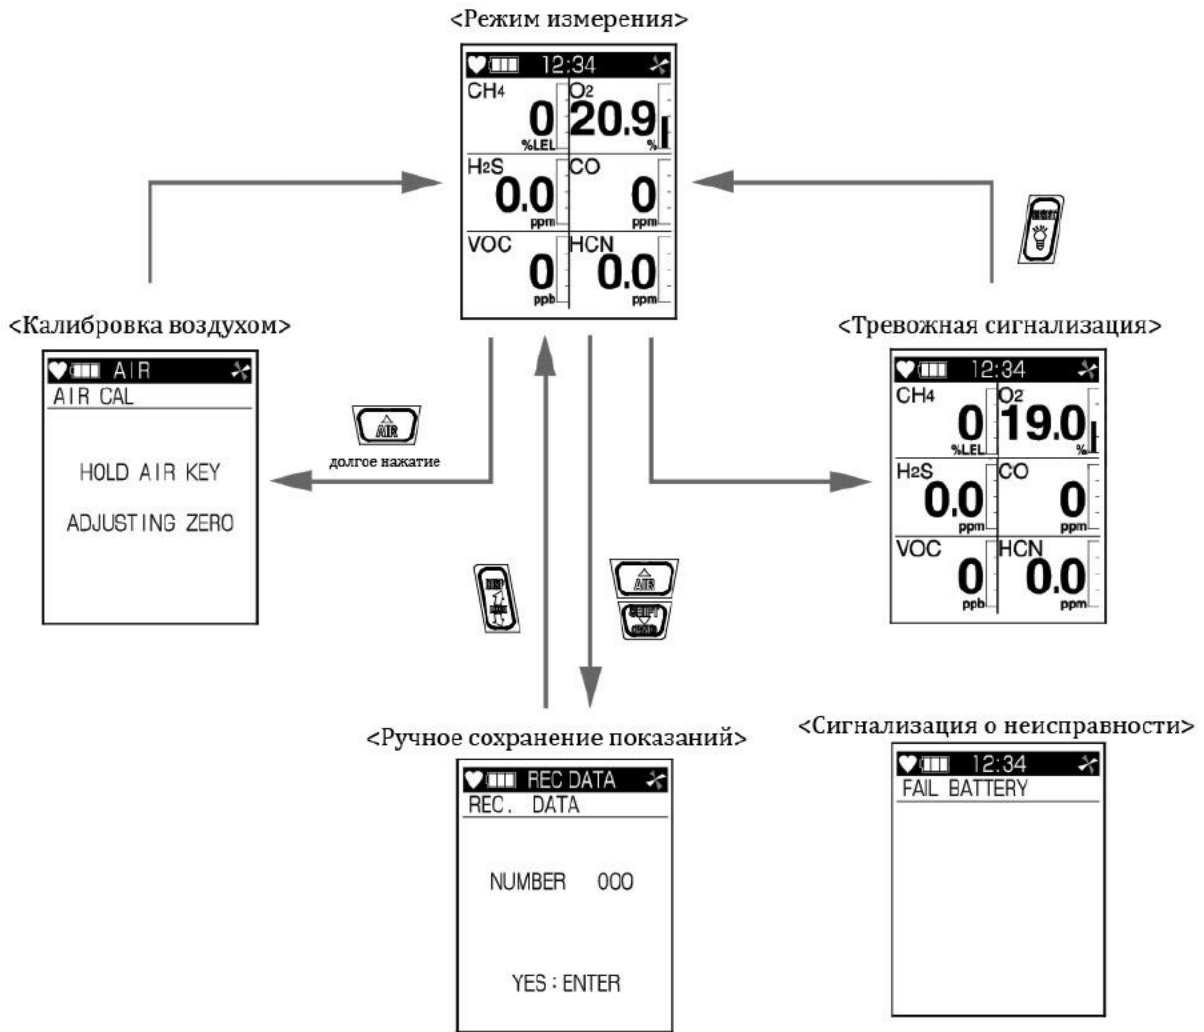 <Режим измерения>
12:34
CH4
0
%LEL
O2
20.9
%
H2S
0.0
ppm
CO
0
ppm
VOC
0
ppb
HCN
0.0
ppm
RESET
<Калибровка воздухом>
AIR
AIR CAL
HOLD AIR KEY
ADJUSTING ZERO
AIR
долгое нажатие
<Тревожная сигнализация>
12:34
CH4
0
%LEL
O2
19.0
%
H2S
0.0
ppm
CO
0
ppm
VOC
0
ppb
HCN
0.0
ppm
DISP
AIR
SHIFT
<Ручное сохранение показаний>
REC DATA
REC. DATA
NUMBER 000
YES : ENTER
<Сигнализация о неисправности>
12:34
FAIL BATTERY